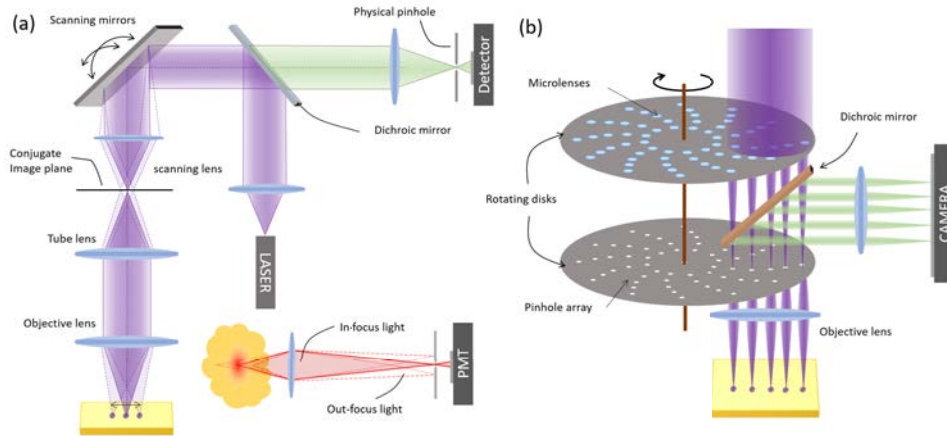 (a)
Scanning mirrors
Physical pinhole
Detector
Dichroic mirror
Conjugate
Image plane
scanning lens
Tube lens
LASER
Objective lens
In-focus light
PMT
Out-focus light
(b)
Microlenses
Dichroic mirror
Rotating disks
CAMERA
Pinhole array
Objective lens